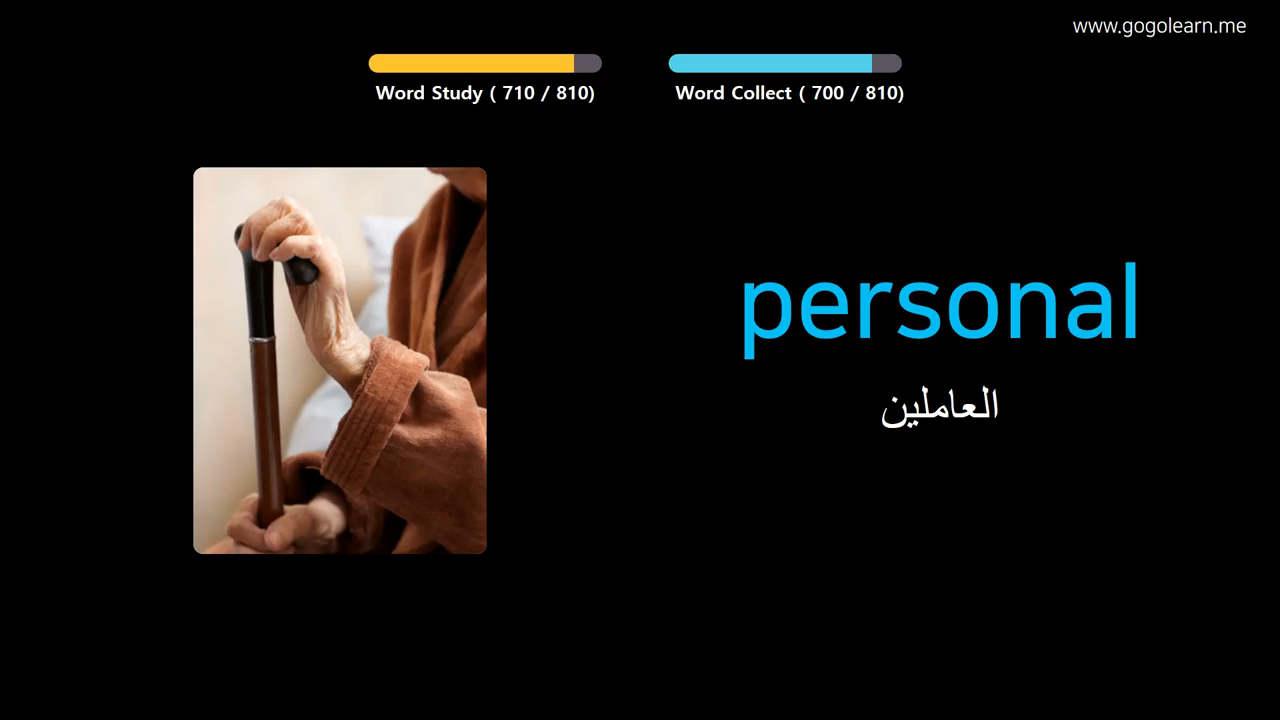 www.gogolearn.me
Word Study ( 710 / 810)
Word Collect ( 700 / 810)
personal
العاملين